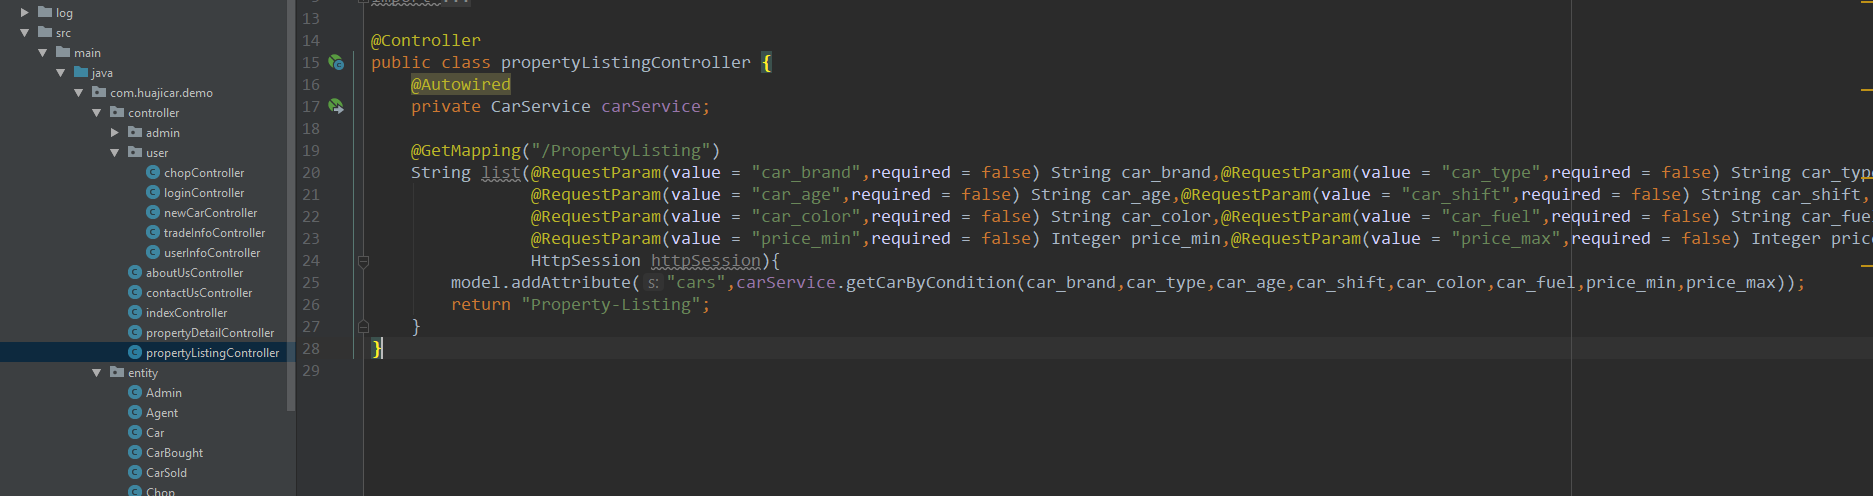 log
src
main
java
com.huajicar.demo
controller
admin
user
chopController
loginController
newCarController
tradeInfoController
userInfoController
aboutUsController
contactUsController
indexController
propertyDetailController
propertyListingController
entity
Admin
Agent
Car
CarBought
CarSold
Chop
import ...
13
14 @Controller
15 public class propertyListingController {
16 @Autowired
17 private CarService carService;
18
19 @GetMapping("/PropertyListing")
20 String list(@RequestParam(value = "car_brand",required = false) String car_brand,@RequestParam(value = "car_type",required = false) String car_typ
21 @RequestParam(value = "car_age",required = false) String car_age,@RequestParam(value = "car_shift",required = false) String car_shift,
22 @RequestParam(value = "car_color",required = false) String car_color,@RequestParam(value = "car_fuel",required = false) String car_fue
23 @RequestParam(value = "price_min",required = false) Integer price_min,@RequestParam(value = "price_max",required = false) Integer pric
24 HttpSession httpSession){
25 model.addAttribute( s: "cars",carService.getCarByCondition(car_brand,car_type,car_age,car_shift,car_color,car_fuel,price_min,price_max));
26 return "Property-Listing";
27 }
28 }
29